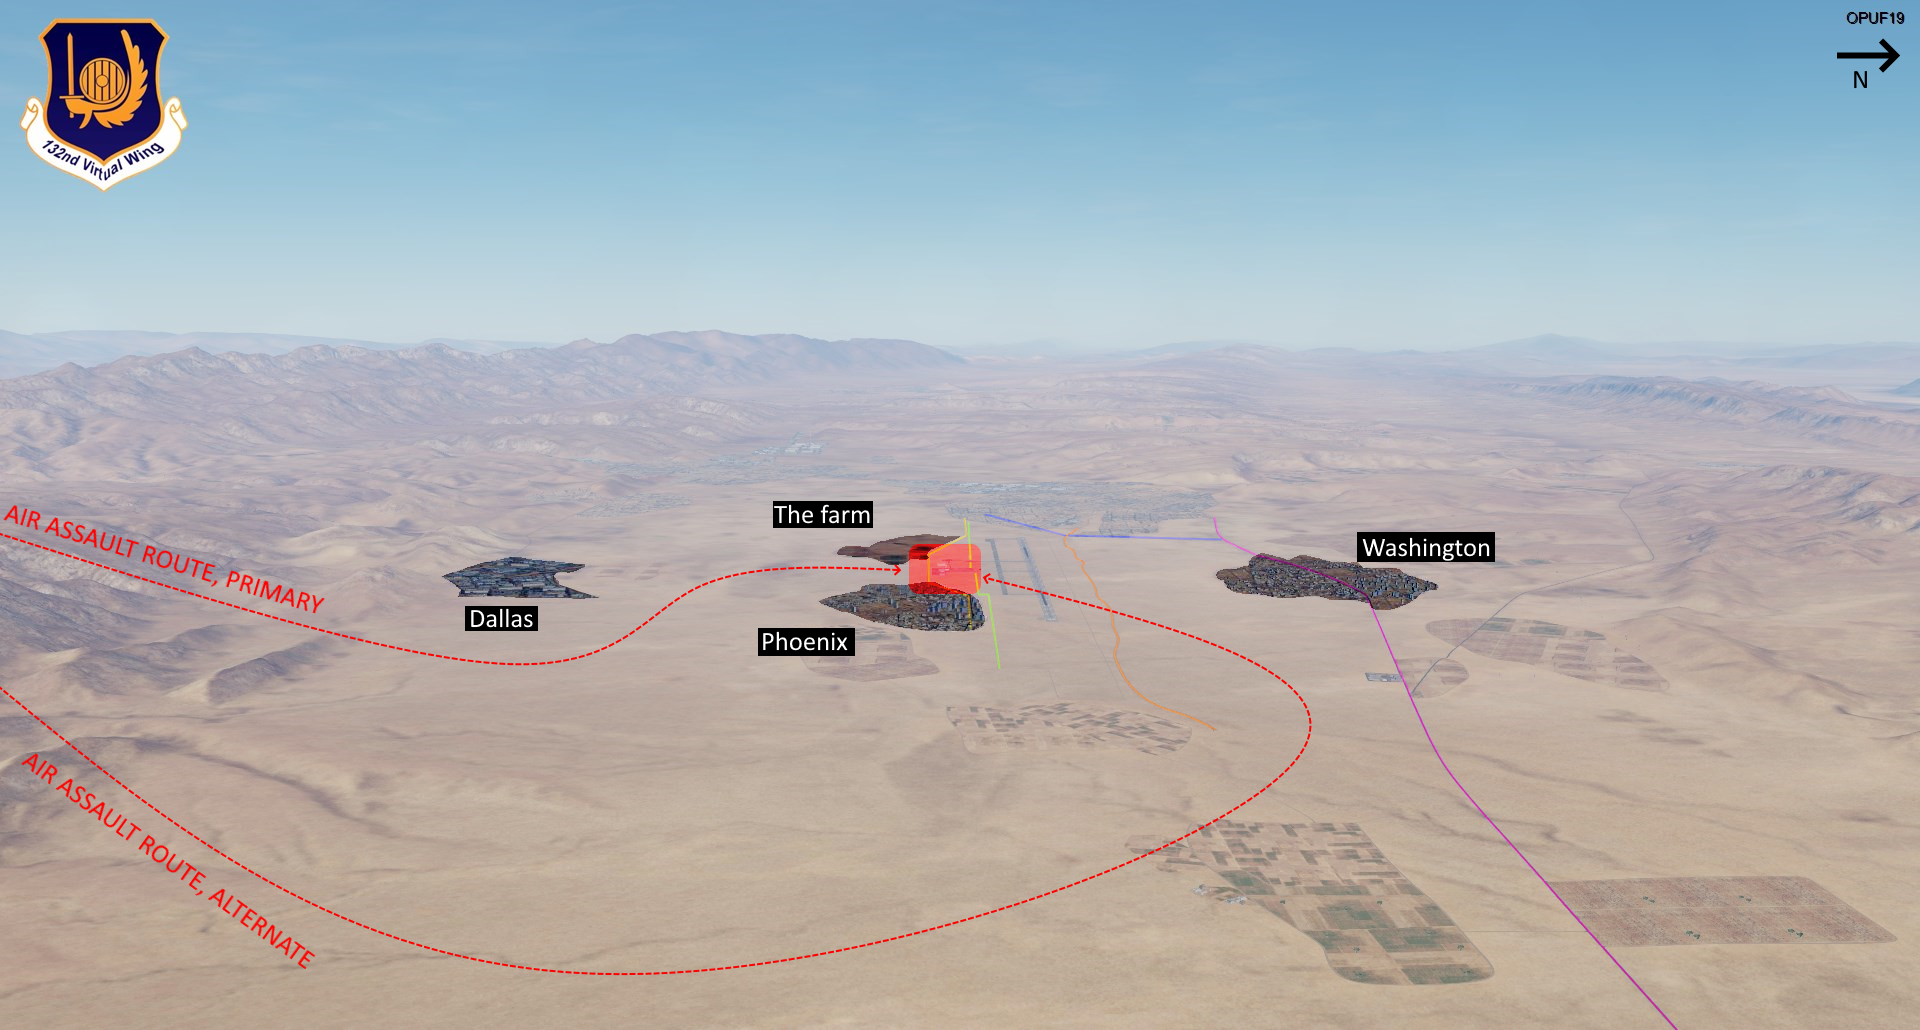 132nd Virtual Wing
OPUF19
N
AIR ASSAULT ROUTE, PRIMARY
The farm
Washington
Dallas
Phoenix
AIR ASSAULT ROUTE, ALTERNATE